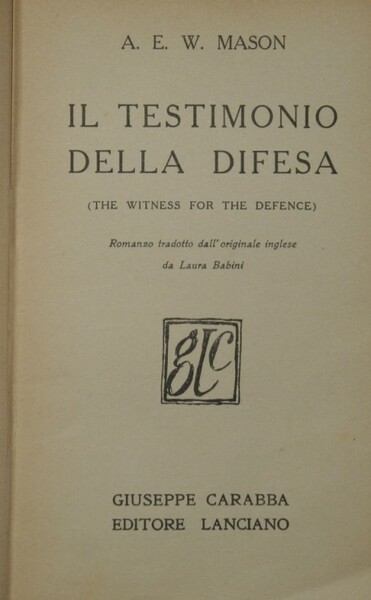 A. E. W. MASON
IL TESTIMONIO
DELLA DIFESA
(THE WITNESS FOR THE DEFENCE)
Romanzo tradotto dall'originale inglese
da Laura Babini
gLc
GIUSEPPE CARABBA
EDITORE LANCIANO